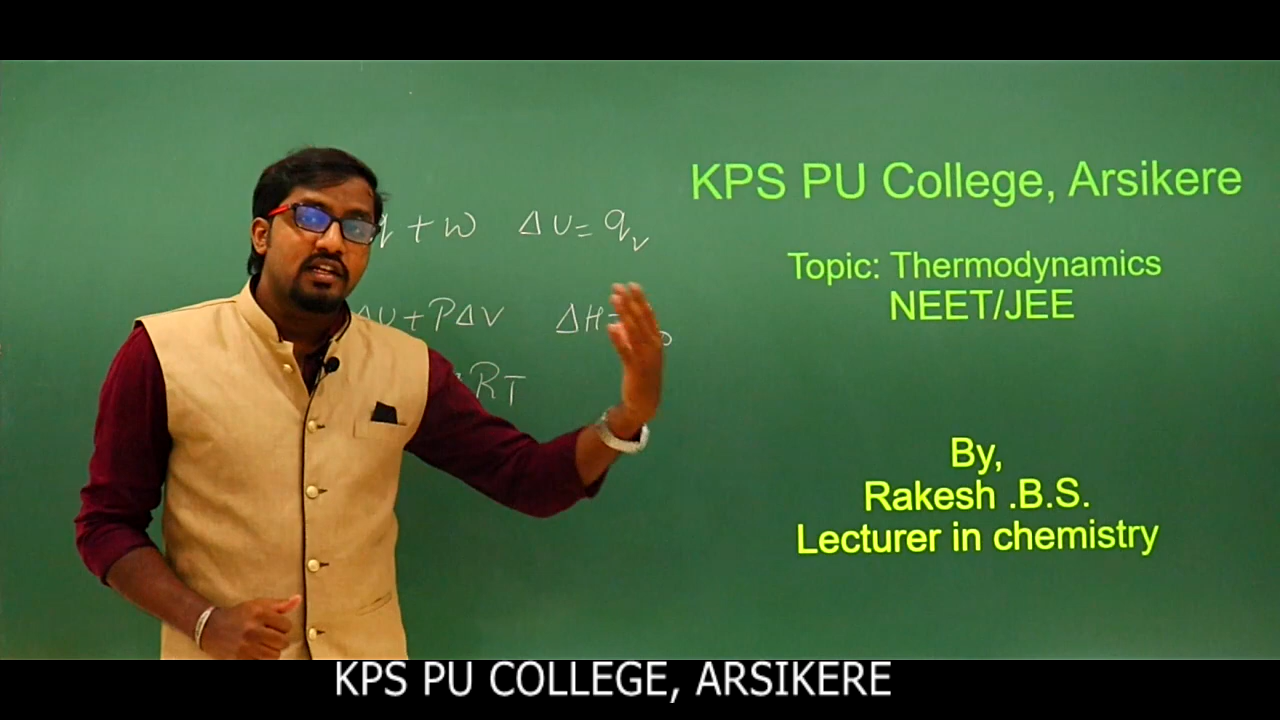 q + w ΔU = qv
KPS PU College, Arsikere
Topic: Thermodynamics
NEET/JEE
ΔU + PΔV ΔH =
RT
By,
Rakesh .B.S.
Lecturer in chemistry
KPS PU COLLEGE, ARSIKERE